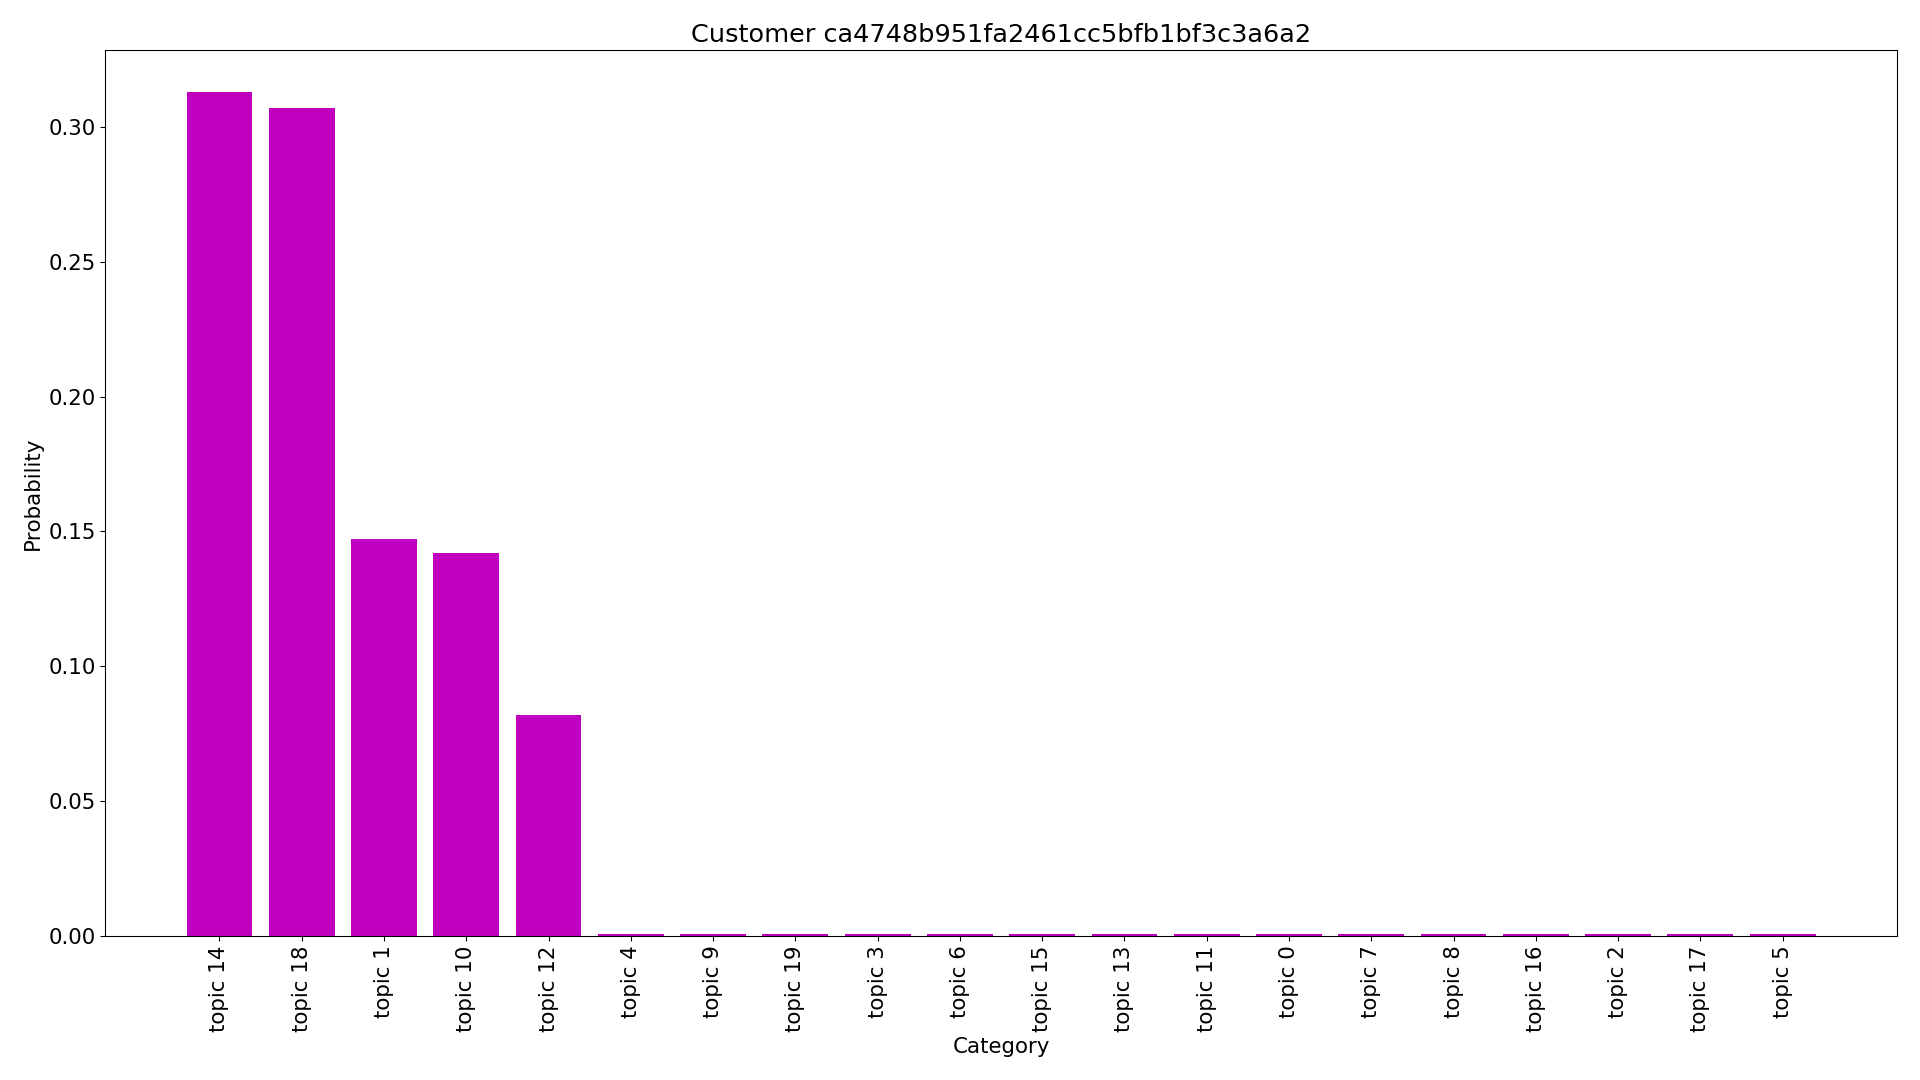 Customer ca4748b951fa2461cc5bfb1bf3c3a6a2
Probability
0.30
0.25
0.20
0.15
0.10
0.05
0.00
topic 14
topic 18
topic 1
topic 10
topic 12
topic 4
topic 9
topic 19
topic 3
topic 6
topic 15
topic 13
topic 11
topic 0
topic 7
topic 8
topic 16
topic 2
topic 17
topic 5
Category